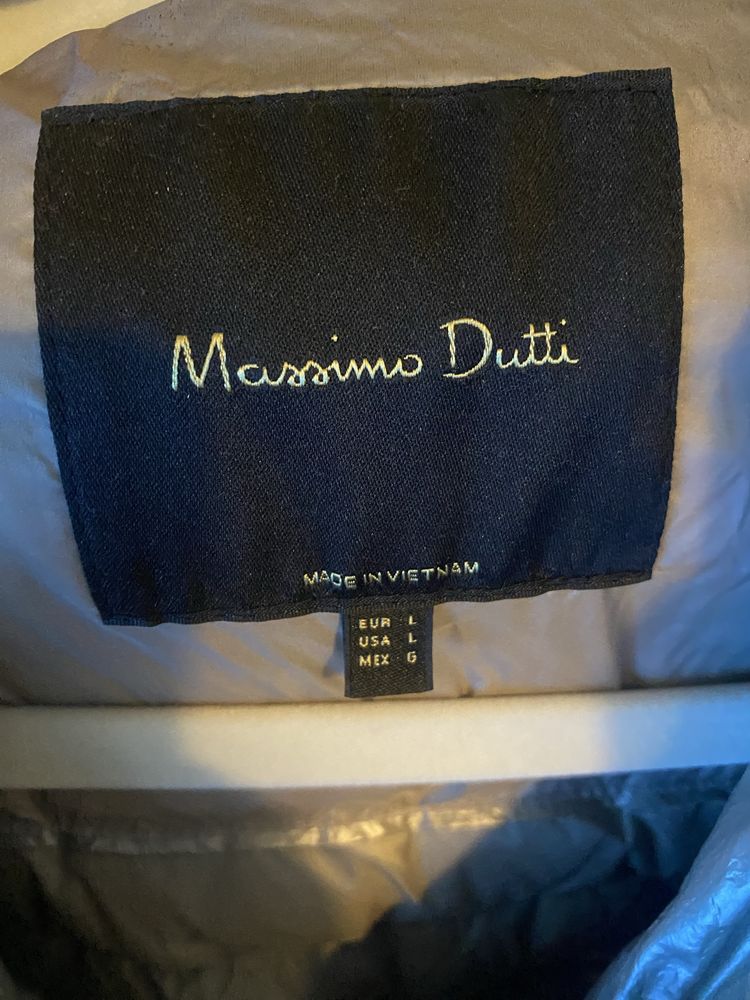 Massimo Dutti
MADE IN VIETNAM
EUR L
USA L
MEX G